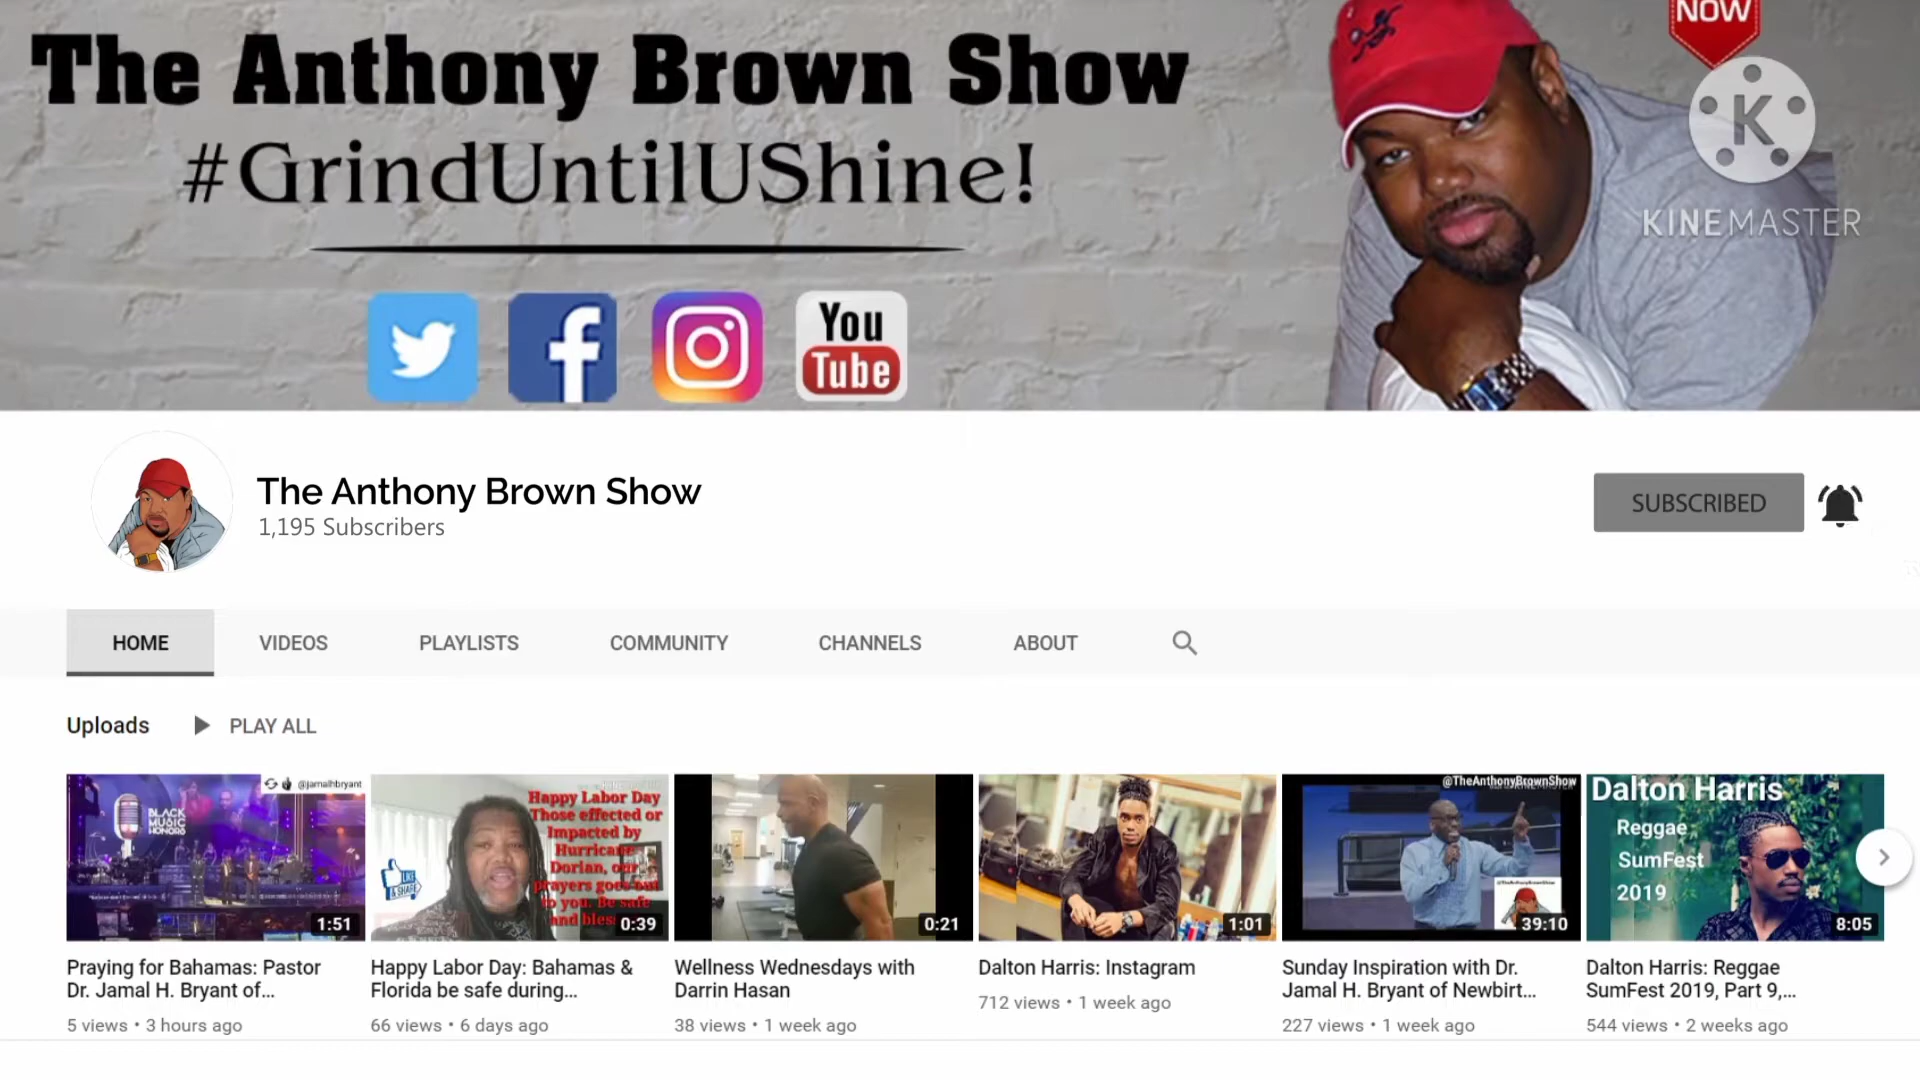 NOW
The Anthony Brown Show
#GrindUntilUShine!
KINEMASTER
You
Tube
The Anthony Brown Show
1,195 Subscribers
SUBSCRIBED
HOME VIDEOS PLAYLISTS COMMUNITY CHANNELS ABOUT
Uploads PLAY ALL
@jamalhbryant
BLACK
MUSIC
HONORS
1:51
Happy Labor Day
Those effected or
Impacted by
Hurricane
Dorian, our
prayers goes out
to you. Be safe
and bles
LIKE
& SHARE
0:39
0:21
1:01
@TheAnthonyBrownShow
39:10
Dalton Harris
Reggae
SumFest
2019
8:05
Praying for Bahamas: Pastor
Dr. Jamal H. Bryant of...
5 views • 3 hours ago
Happy Labor Day: Bahamas &
Florida be safe during...
66 views • 6 days ago
Wellness Wednesdays with
Darrin Hasan
38 views • 1 week ago
Dalton Harris: Instagram
712 views • 1 week ago
Sunday Inspiration with Dr.
Jamal H. Bryant of Newbirt...
227 views • 1 week ago
Dalton Harris: Reggae
SumFest 2019, Part 9,...
544 views • 2 weeks ago